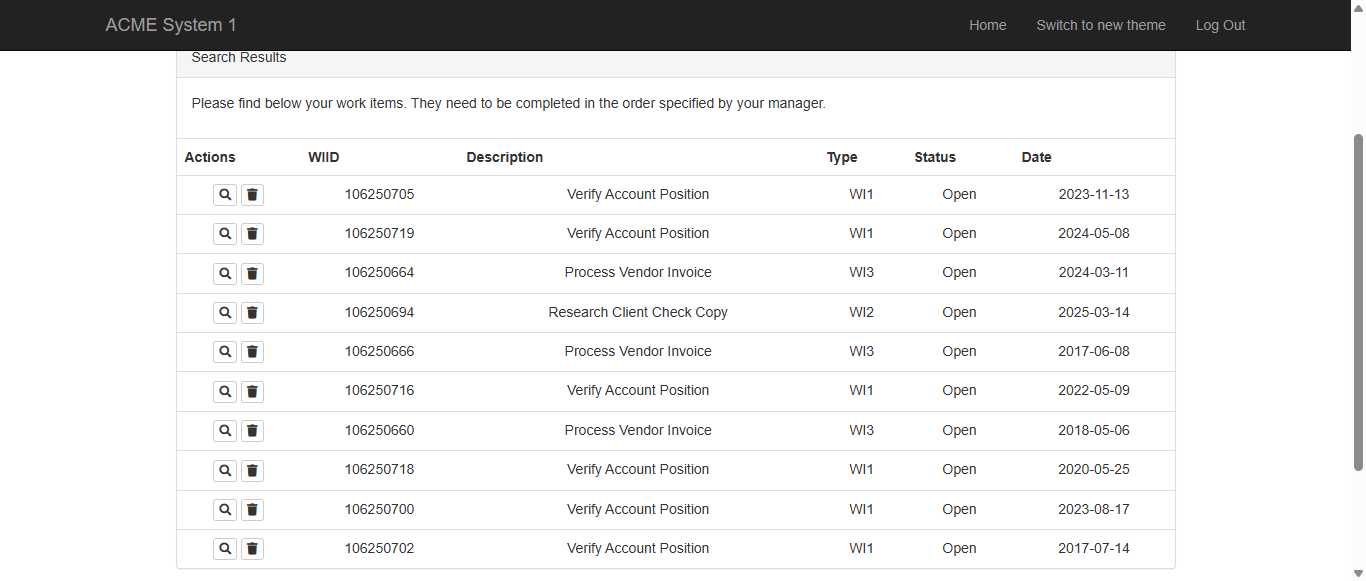 ACME System 1 Home Switch to new theme Log Out
Search Results
Please find below your work items. They need to be completed in the order specified by your manager.
Actions WIID Description Type Status Date
106250705 Verify Account Position WI1 Open 2023-11-13
106250719 Verify Account Position WI1 Open 2024-05-08
106250664 Process Vendor Invoice WI3 Open 2024-03-11
106250694 Research Client Check Copy WI2 Open 2025-03-14
106250666 Process Vendor Invoice WI3 Open 2017-06-08
106250716 Verify Account Position WI1 Open 2022-05-09
106250660 Process Vendor Invoice WI3 Open 2018-05-06
106250718 Verify Account Position WI1 Open 2020-05-25
106250700 Verify Account Position WI1 Open 2023-08-17
106250702 Verify Account Position WI1 Open 2017-07-14